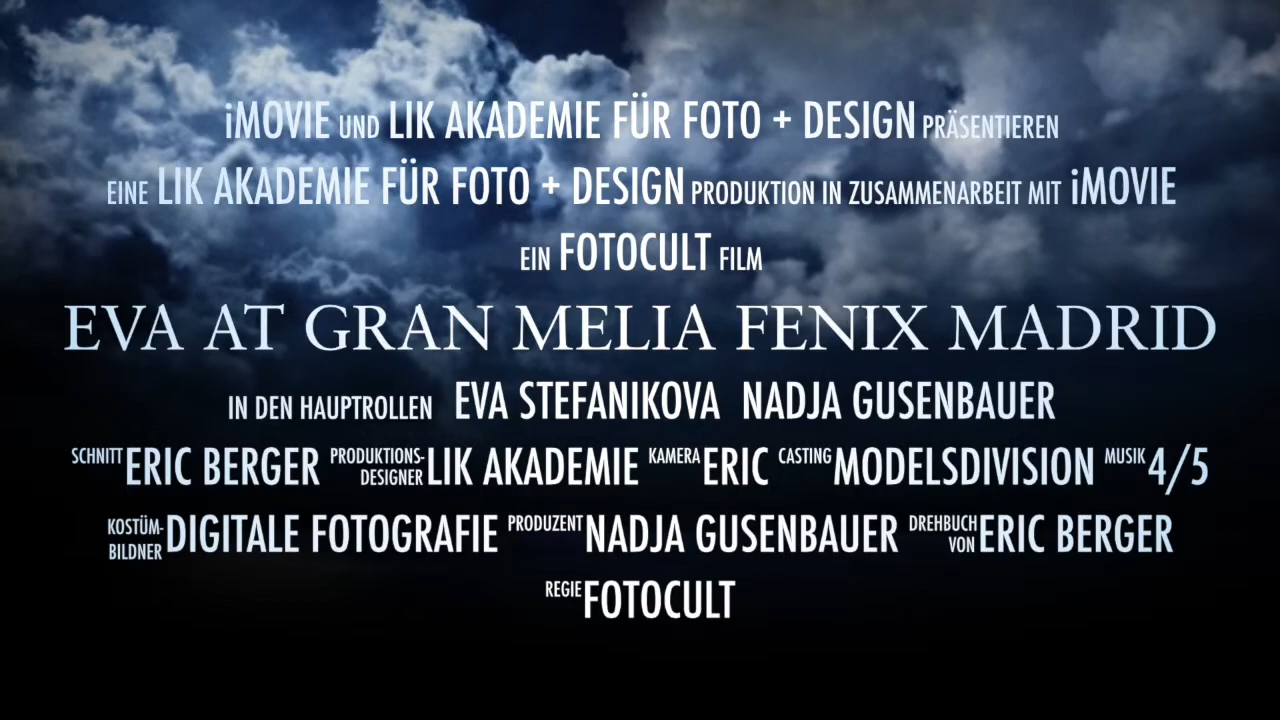 iMOVIE UND LIK AKADEMIE FÜR FOTO + DESIGN PRÄSENTIEREN
EINE LIK AKADEMIE FÜR FOTO + DESIGN PRODUKTION IN ZUSAMMENARBEIT MIT iMOVIE
EIN FOTOCULT FILM
EVA AT GRAN MELIA FENIX MADRID
IN DEN HAUPTROLLEN EVA STEFANIKOVA NADJA GUSENBAUER
SCHNITT ERIC BERGER PRODUKTIONS-DESIGNER LIK AKADEMIE KAMERA ERIC CASTING MODELSDIVISION MUSIK 4/5
KOSTÜM-BILDNER DIGITALE FOTOGRAFIE PRODUZENT NADJA GUSENBAUER DREHBUCH VON ERIC BERGER
REGIE FOTOCULT